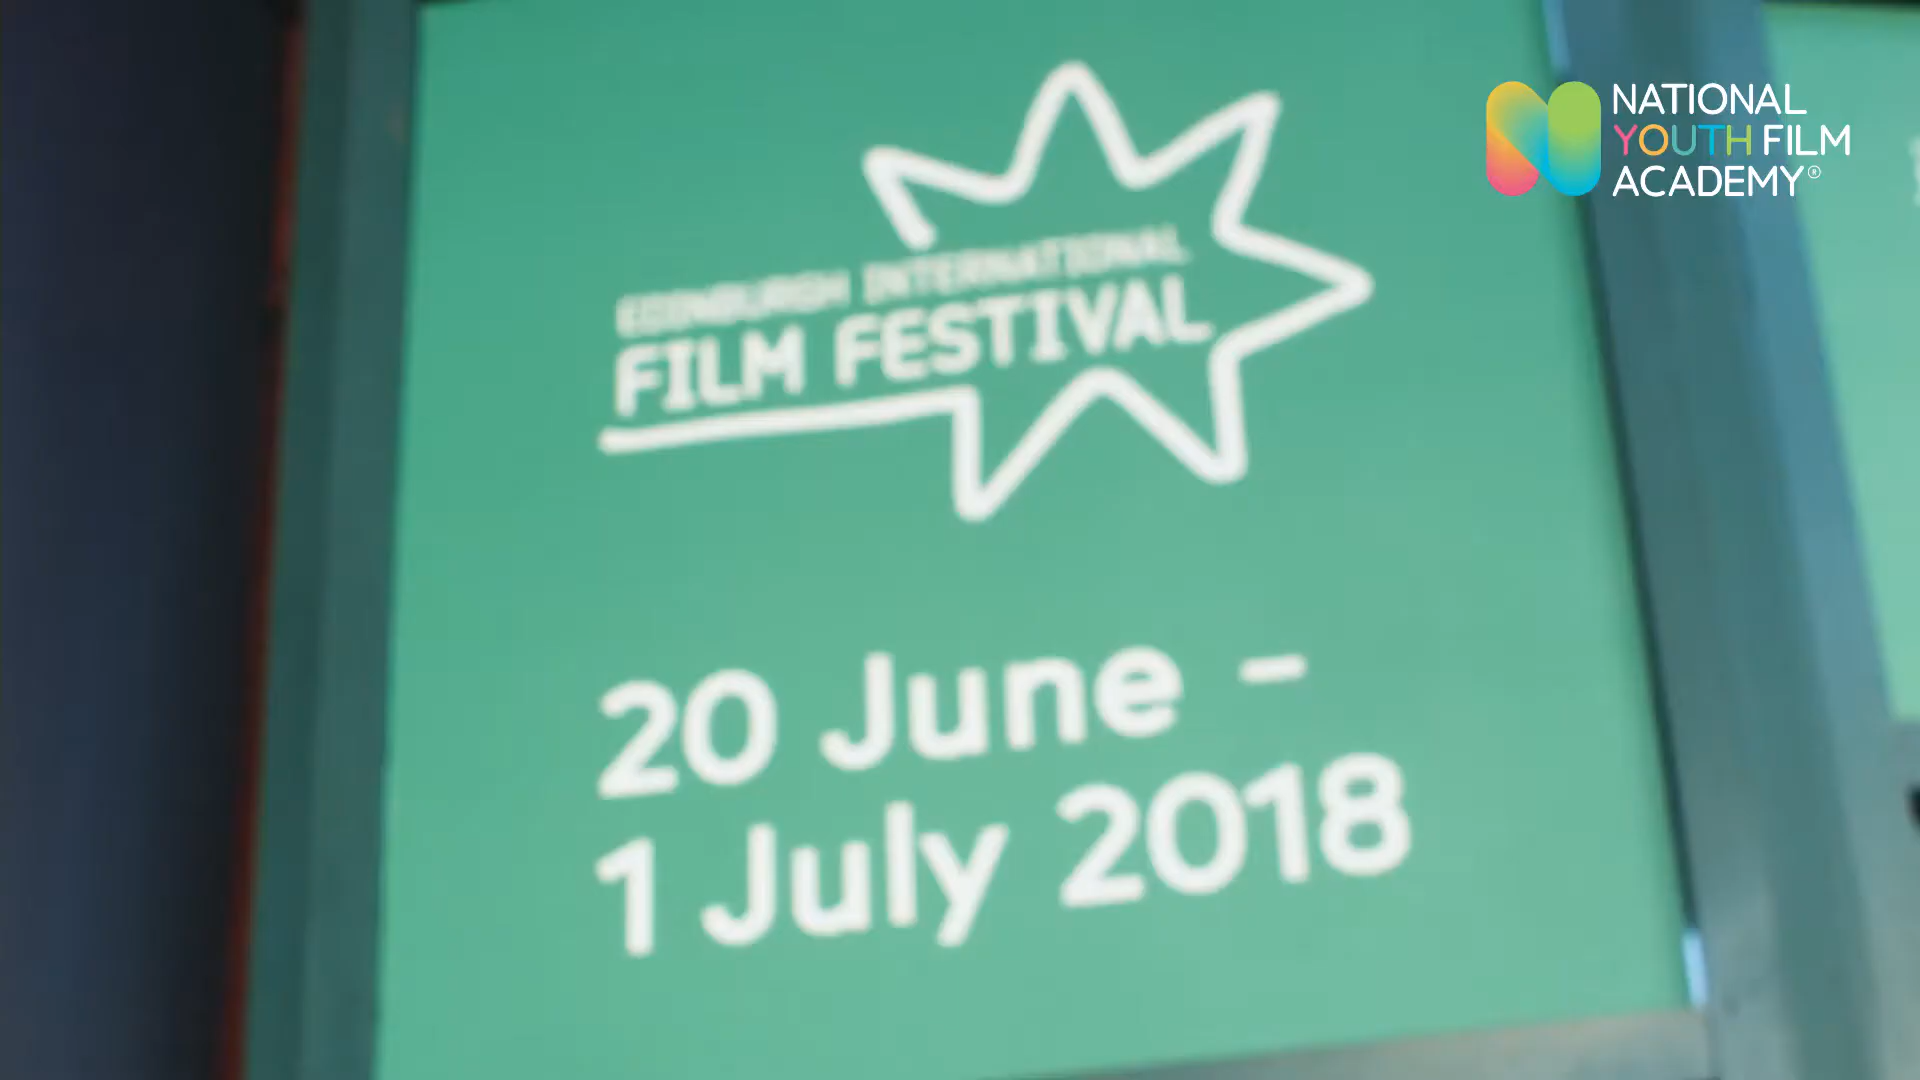 EDINBURGH INTERNATIONAL
FILM FESTIVAL
20 June –
1 July 2018
NATIONAL
YOUTH FILM
ACADEMY®